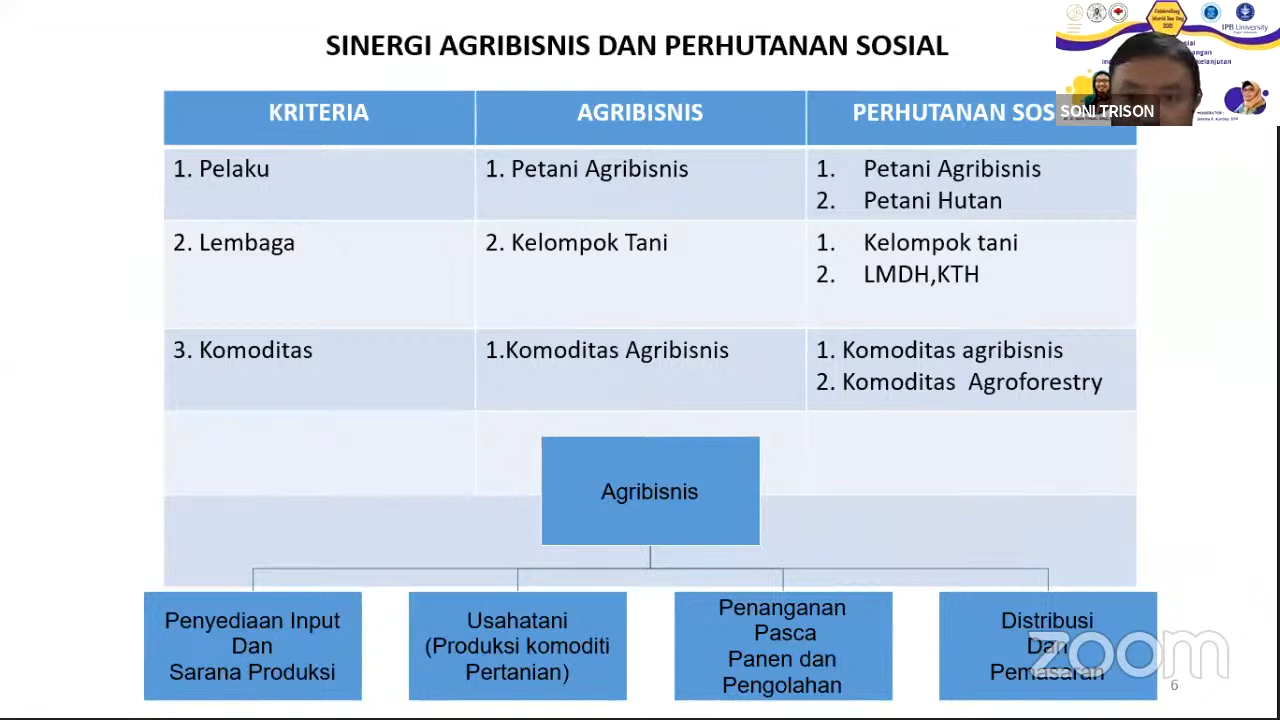 SINERGI AGRIBISNIS DAN PERHUTANAN SOSIAL
IPB University
SONI TRISON
KRITERIA
AGRIBISNIS
PERHUTANAN SOS
1. Pelaku
1. Petani Agribisnis
1. Petani Agribisnis
2. Petani Hutan
2. Lembaga
2. Kelompok Tani
1. Kelompok tani
2. LMDH,KTH
3. Komoditas
1.Komoditas Agribisnis
1. Komoditas agribisnis
2. Komoditas Agroforestry
Agribisnis
Penyediaan Input
Dan
Sarana Produksi
Usahatani
(Produksi komoditi
Pertanian)
Penanganan
Pasca
Panen dan
Pengolahan
Distribusi
Dan
Pemasaran
zoom
6